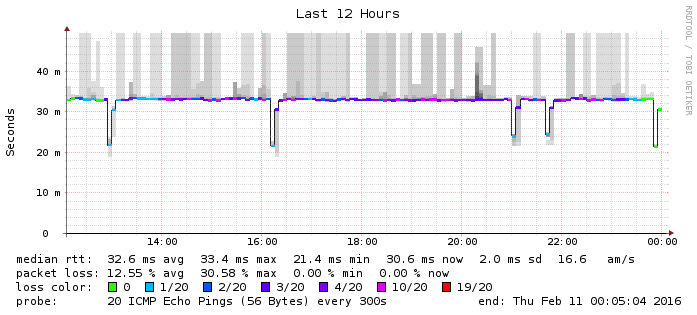 Last 12 Hours
RRDTOOL / TOBI OETIKER
Seconds
40 m
30 m
20 m
10 m
0
14:00 16:00 18:00 20:00 22:00 00:00
median rtt: 32.6 ms avg 33.4 ms max 21.4 ms min 30.6 ms now 2.0 ms sd 16.6 am/s
packet loss: 12.55 % avg 30.58 % max 0.00 % min 0.00 % now
loss color: 0 1/20 2/20 3/20 4/20 10/20 19/20
probe: 20 ICMP Echo Pings (56 Bytes) every 300s end: Thu Feb 11 00:05:04 2016